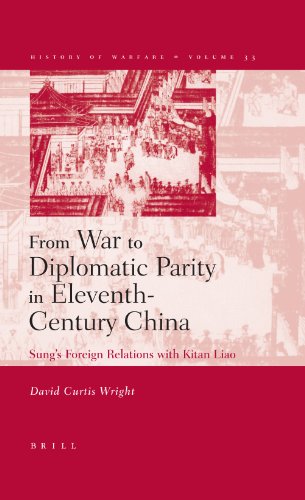 HISTORY OF WARFARE • VOLUME 33
From War to
Diplomatic Parity
in Eleventh-
Century China
Sung's Foreign Relations with Kitan Liao
David Curtis Wright
BRILL